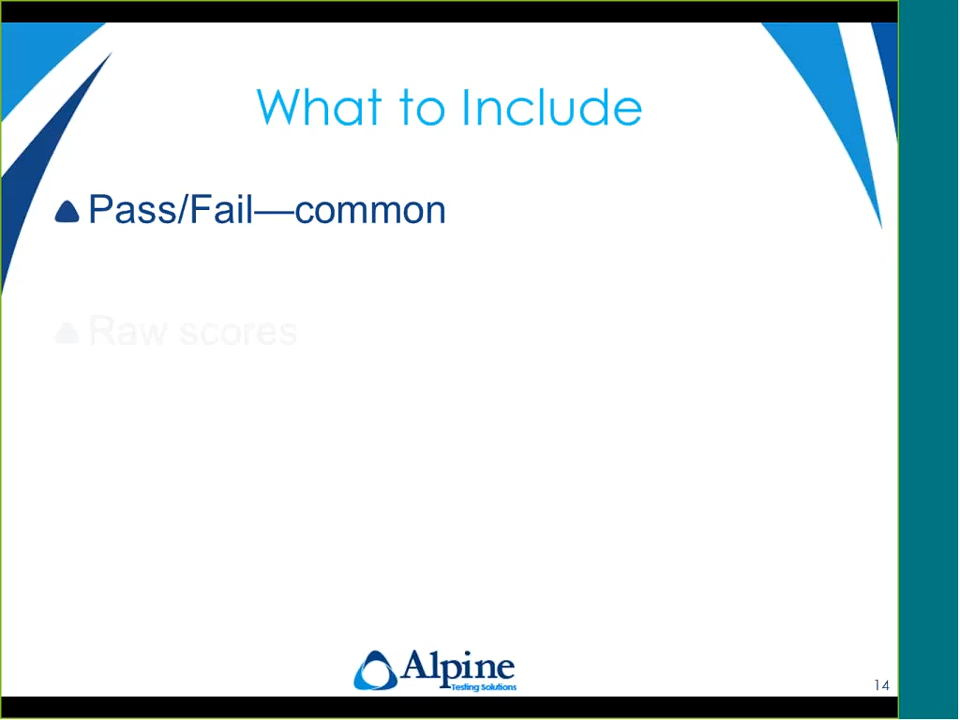 What to Include
Pass/Fail—common
Raw scores
Alpine
Testing Solutions
14